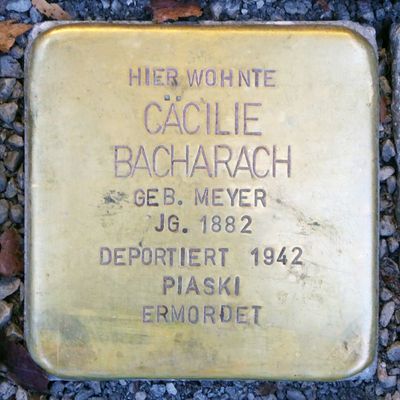 HIER WOHNTE
CÄCILIE
BACHARACH
GEB. MEYER
JG. 1882
DEPORTIERT 1942
PIASKI
ERMORDET